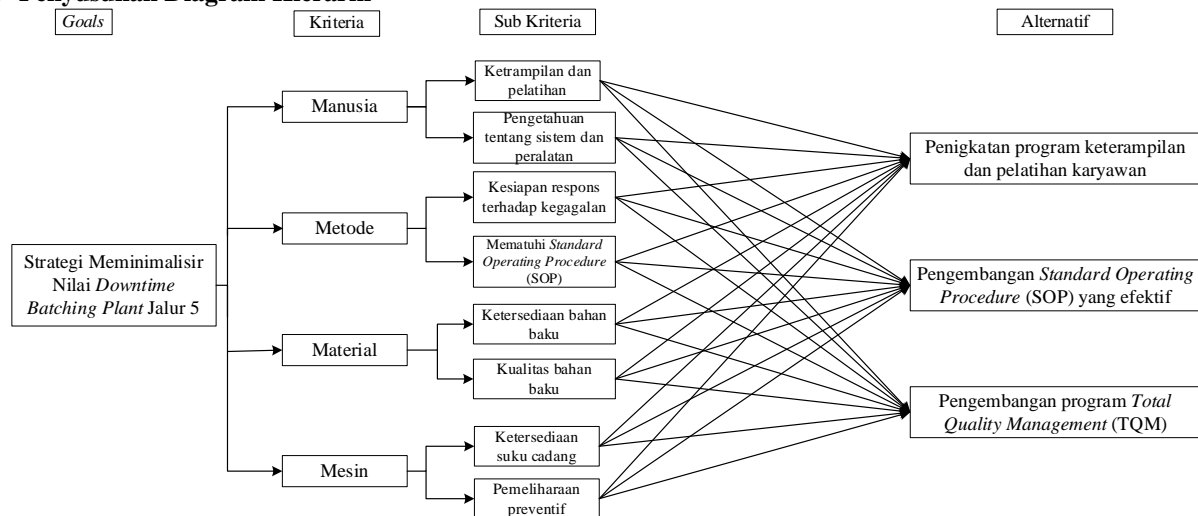 Penyusunan Diagram Hierarki
Goals
Kriteria
Sub Kriteria
Alternatif
Strategi Meminimalisir
Nilai Downtime
Batching Plant Jalur 5
Manusia
Metode
Material
Mesin
Ketrampilan dan
pelatihan
Pengetahuan
tentang sistem dan
peralatan
Kesiapan respons
terhadap kegagalan
Mematuhi Standard
Operating Procedure
(SOP)
Ketersediaan bahan
baku
Kualitas bahan
baku
Ketersediaan
suku cadang
Pemeliharaan
preventif
Penigkatan program keterampilan
dan pelatihan karyawan
Pengembangan Standard Operating
Procedure (SOP) yang efektif
Pengembangan program Total
Quality Management (TQM)